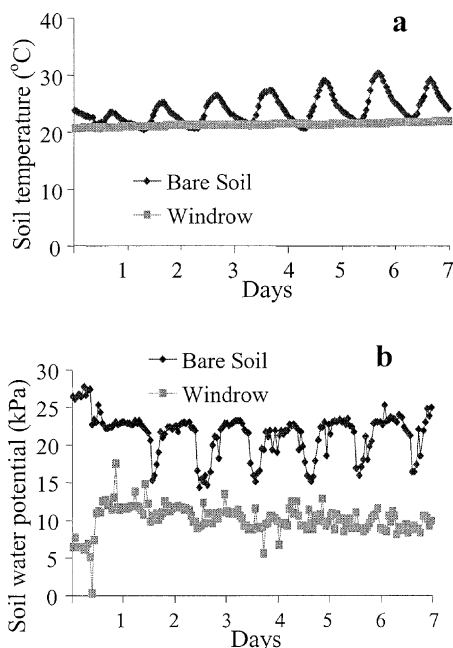 a
40
30
20
10
0
Soil temperature (°C)
Bare Soil
Windrow
1 2 3 4 5 6 7
Days
b
Bare Soil
Windrow
30
25
20
15
10
5
0
Soil water potential (kPa)
1 2 3 4 5 6 7
Days